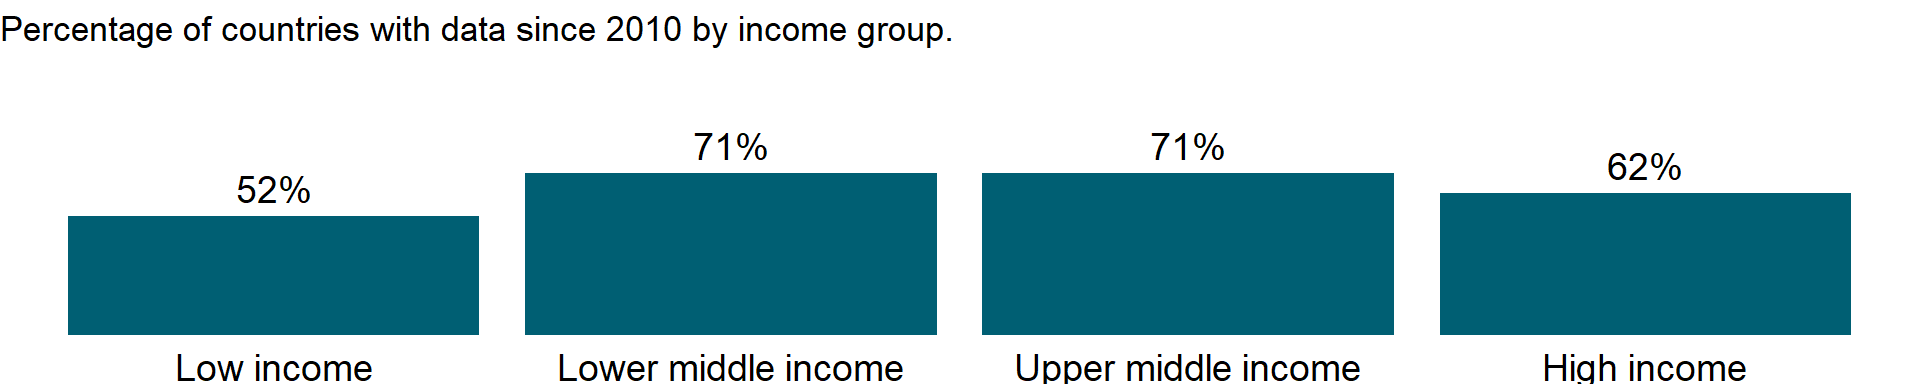 Percentage of countries with data since 2010 by income group.
52%
71%
71%
62%
Low income
Lower middle income
Upper middle income
High income